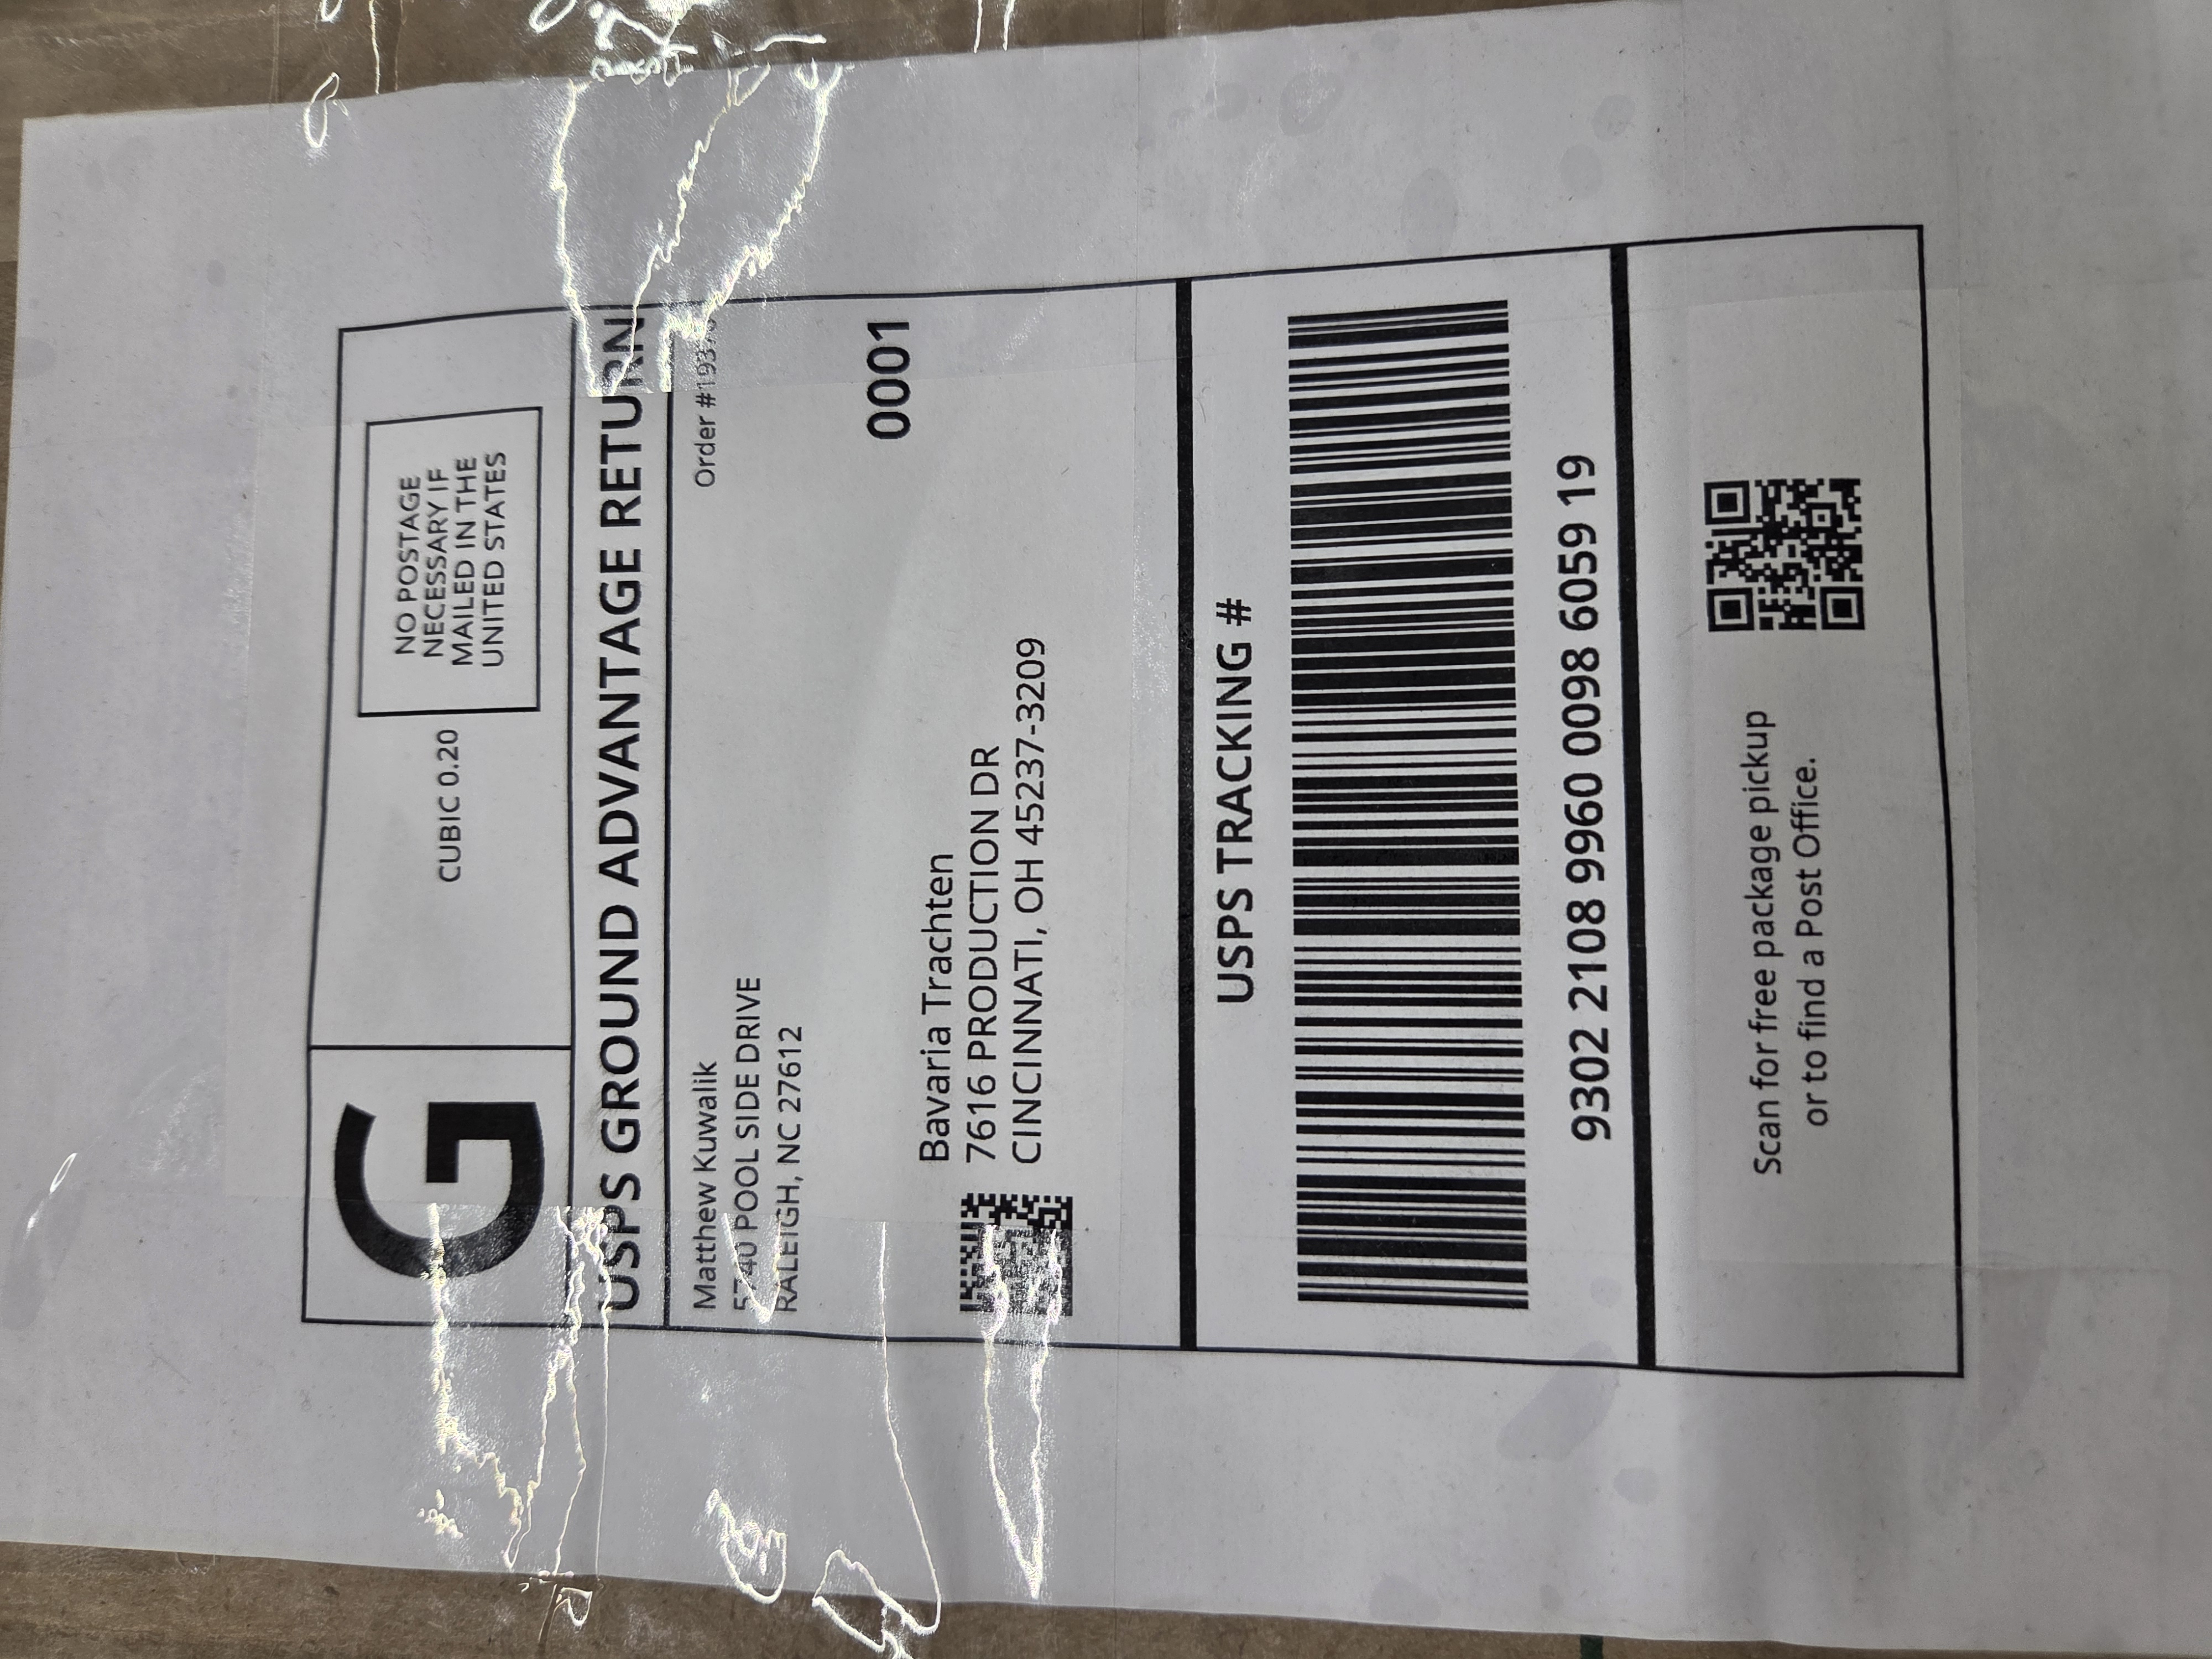 G
CUBIC 0.20
NO POSTAGE
NECESSARY IF
MAILED IN THE
UNITED STATES
USPS GROUND ADVANTAGE RETURN
Matthew Kuwalik
POOL SIDE DRIVE
RALEIGH, NC 27612
Order
0001
Bavaria Trachten
7616 PRODUCTION DR
CINCINNATI, OH 45237-3209
USPS TRACKING #
9302 2108 9960 0098 6059 19
Scan for free package pickup
or to find a Post Office.